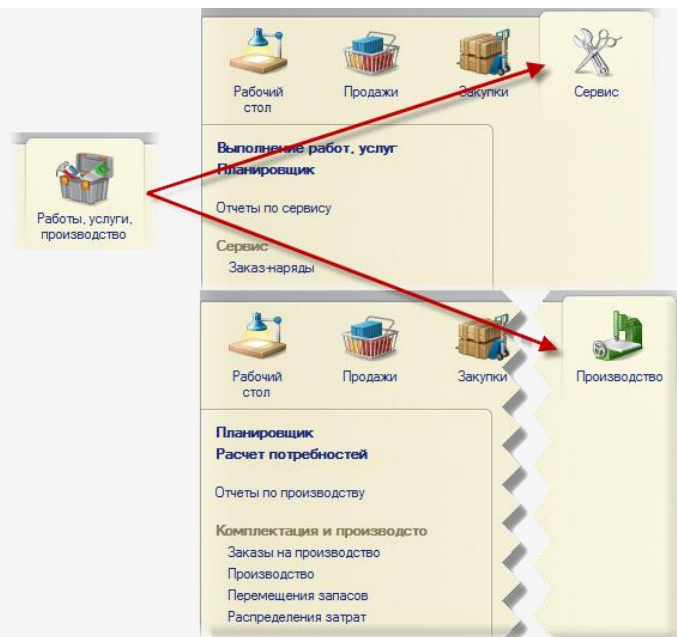 Рабочий
стол
Продажи
Закупки
Сервис
Выполнение работ, услуг
Планировщик
Отчеты по сервису
Сервис
Заказ-наряды
Работы, услуги,
производство
Рабочий
стол
Продажи
Закупки
Производство
Планировщик
Расчет потребностей
Отчеты по производству
Комплектация и производсто
Заказы на производство
Производство
Перемещения запасов
Распределения затрат